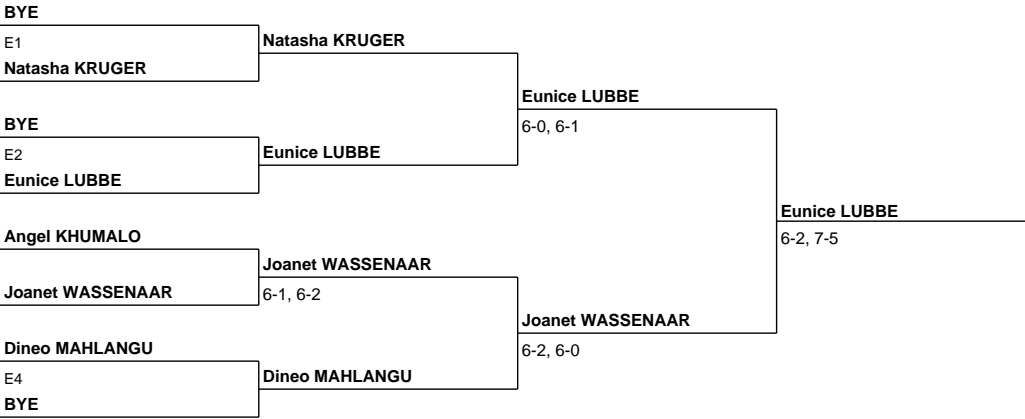 BYE
E1
Natasha KRUGER
BYE
E2
Eunice LUBBE
Angel KHUMALO
Joanet WASSENAAR
Dineo MAHLANGU
E4
BYE
Natasha KRUGER
Eunice LUBBE
Joanet WASSENAAR
6-1, 6-2
Dineo MAHLANGU
Eunice LUBBE
6-0, 6-1
Joanet WASSENAAR
6-2, 6-0
Eunice LUBBE
6-2, 7-5